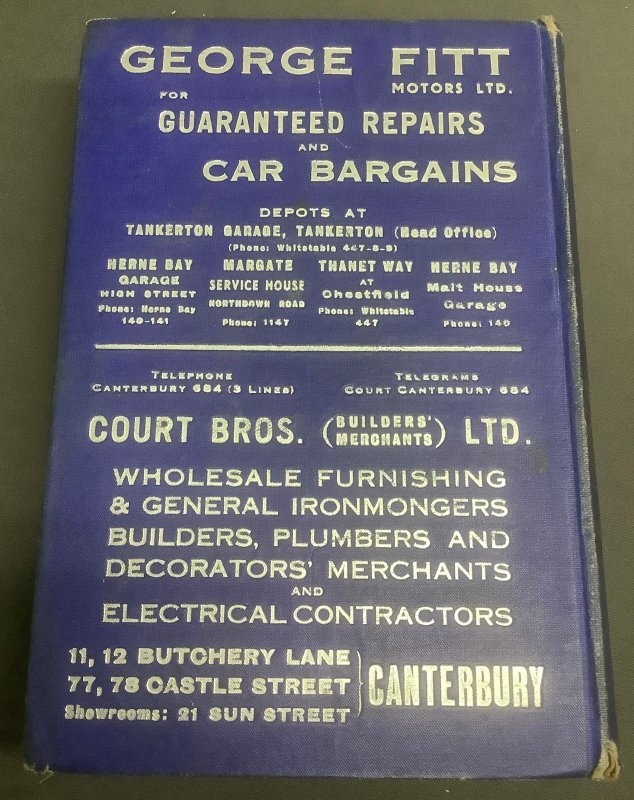 GEORGE FITT
MOTORS LTD.
FOR
GUARANTEED REPAIRS
AND
CAR BARGAINS
DEPOTS AT
TANKERTON GARAGE, TANKERTON (Head Office)
(Phone: Whitstable 447-8-9)
HERNE BAY
GARAGE
HIGH STREET
Phone: Herne Bay
140-141
MARGATE
SERVICE HOUSE
NORTHDOWN ROAD
Phone: 1147
THANET WAY
AT
Chestfield
Phone: Whitstable
447
HERNE BAY
Malt House
Garage
Phone: 140
TELEPHONE
CANTERBURY 684 (3 LINES)
TELEGRAMS
COURT CANTERBURY 684
COURT BROS. (BUILDERS' MERCHANTS) LTD.
WHOLESALE FURNISHING
& GENERAL IRONMONGERS
BUILDERS, PLUMBERS AND
DECORATORS' MERCHANTS
AND
ELECTRICAL CONTRACTORS
11, 12 BUTCHERY LANE
77, 78 CASTLE STREET
Showrooms: 21 SUN STREET
CANTERBURY